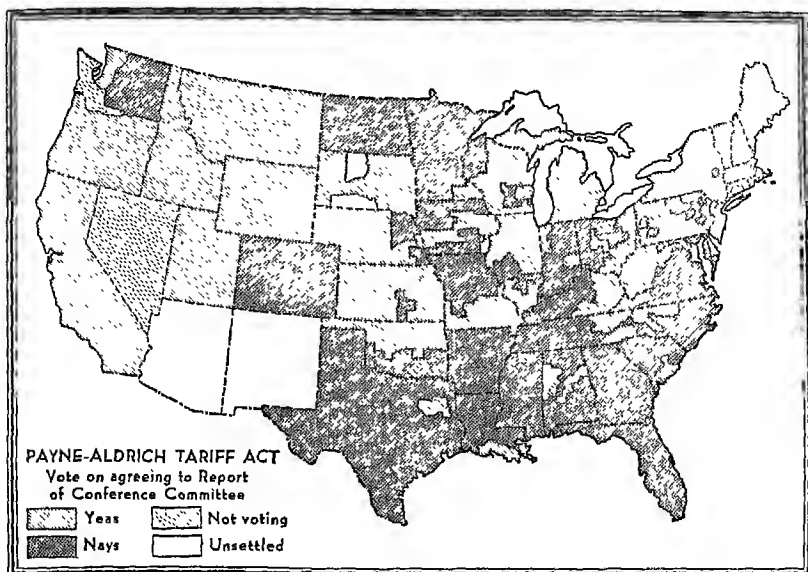 PAYNE-ALDRICH TARIFF ACT
Vote on agreeing to Report
of Conference Committee
Yeas Not voting
Nays Unsettled